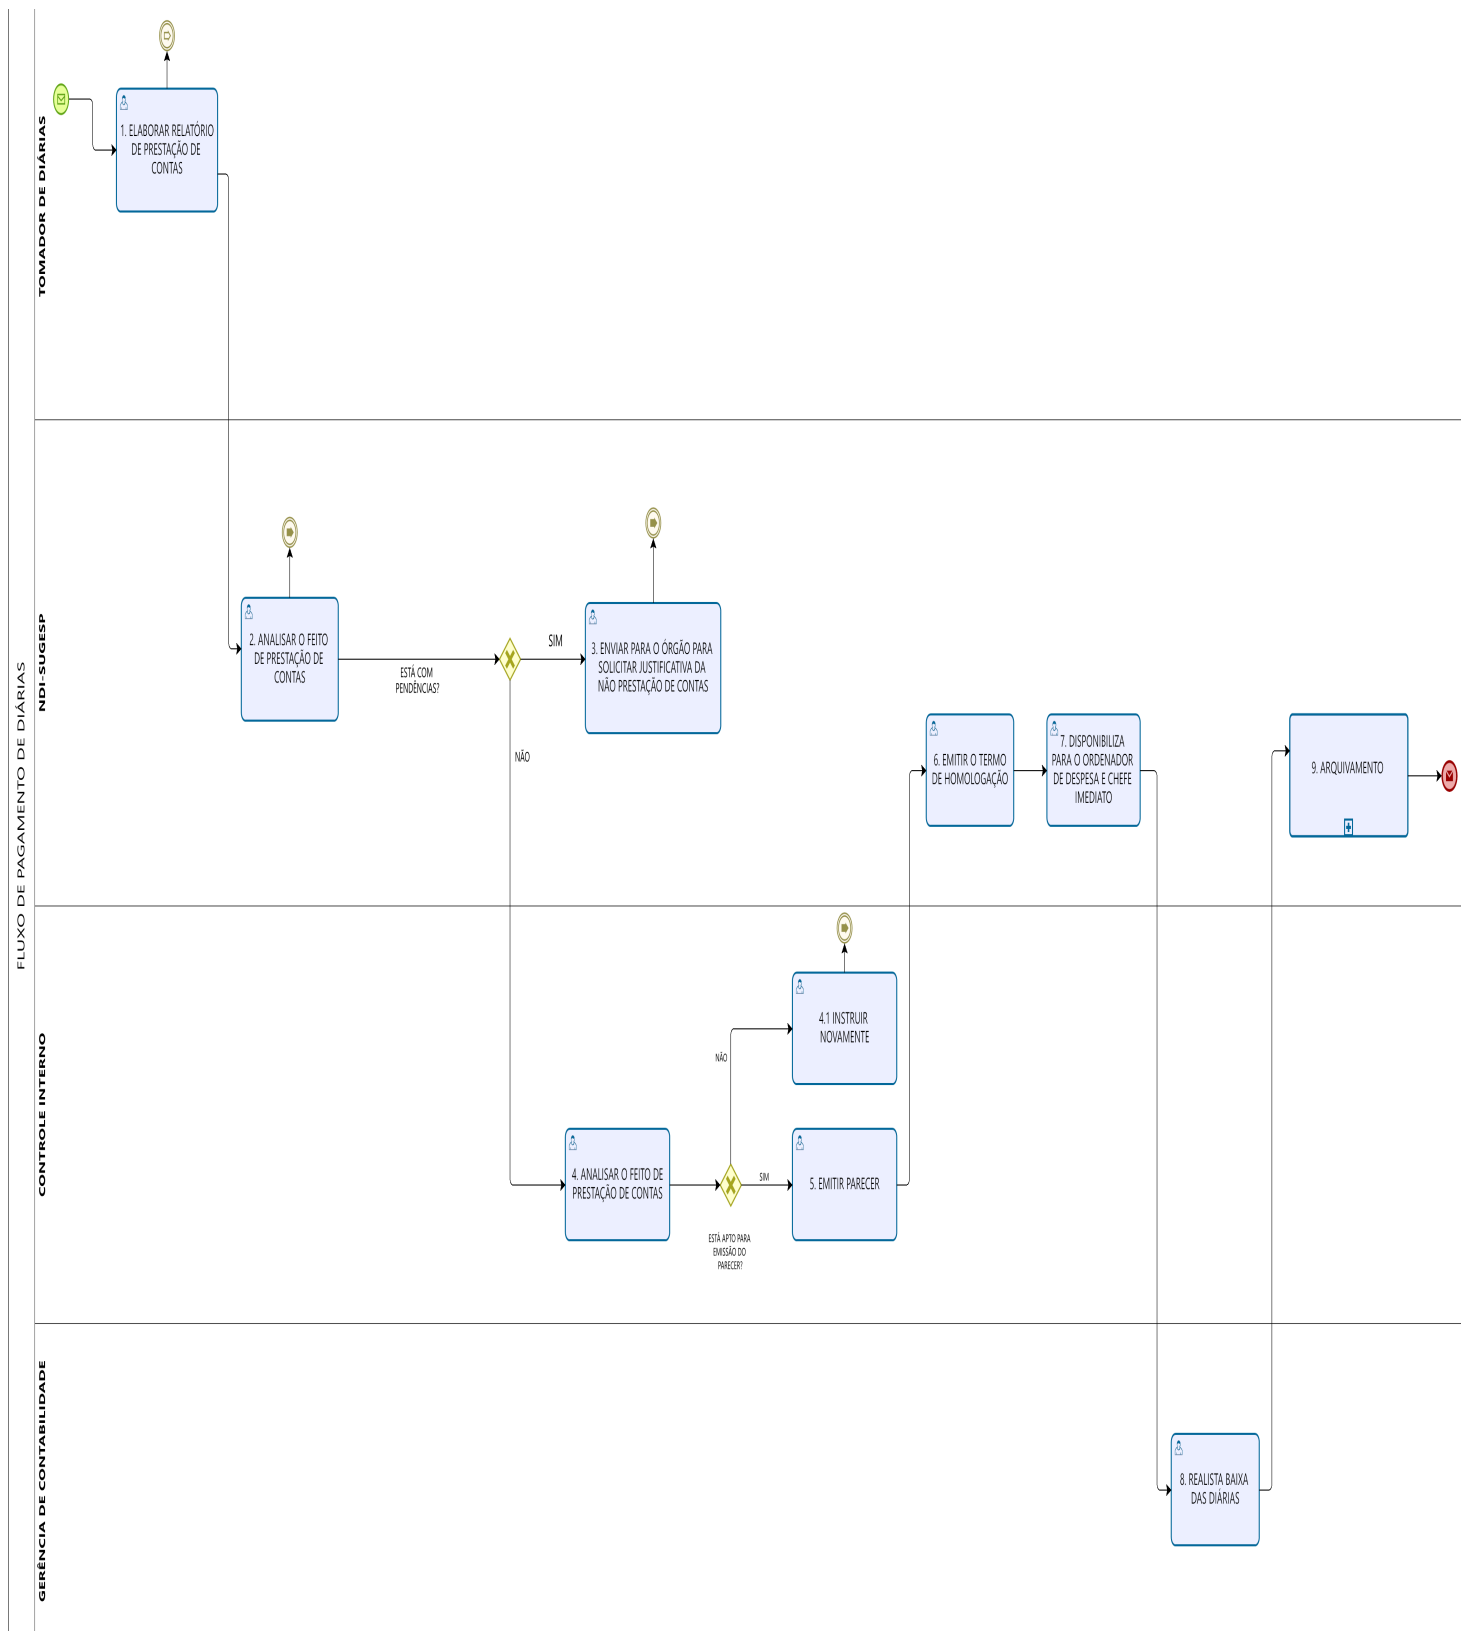 FLUXO DE PAGAMENTO DE DIÁRIAS
TOMADOR DE DIÁRIAS
1. ELABORAR RELATÓRIO
DE PRESTAÇÃO DE
CONTAS
NDI-SUGESP
2. ANALISAR O FEITO
DE PRESTAÇÃO DE
CONTAS
ESTÁ COM
PENDÊNCIAS?
SIM
NÃO
3. ENVIAR PARA O ÓRGÃO PARA
SOLICITAR JUSTIFICATIVA DA
NÃO PRESTAÇÃO DE CONTAS
6. EMITIR O TERMO
DE HOMOLOGAÇÃO
7. DISPONIBILIZA
PARA O ORDENADOR
DE DESPESA E CHEFE
IMEDIATO
9. ARQUIVAMENTO
CONTROLE INTERNO
4. ANALISAR O FEITO DE
PRESTAÇÃO DE CONTAS
ESTÁ APTO PARA
EMISSÃO DO
PARECER?
NÃO
SIM
4.1 INSTRUIR
NOVAMENTE
5. EMITIR PARECER
GERÊNCIA DE CONTABILIDADE
8. REALISTA BAIXA
DAS DIÁRIAS